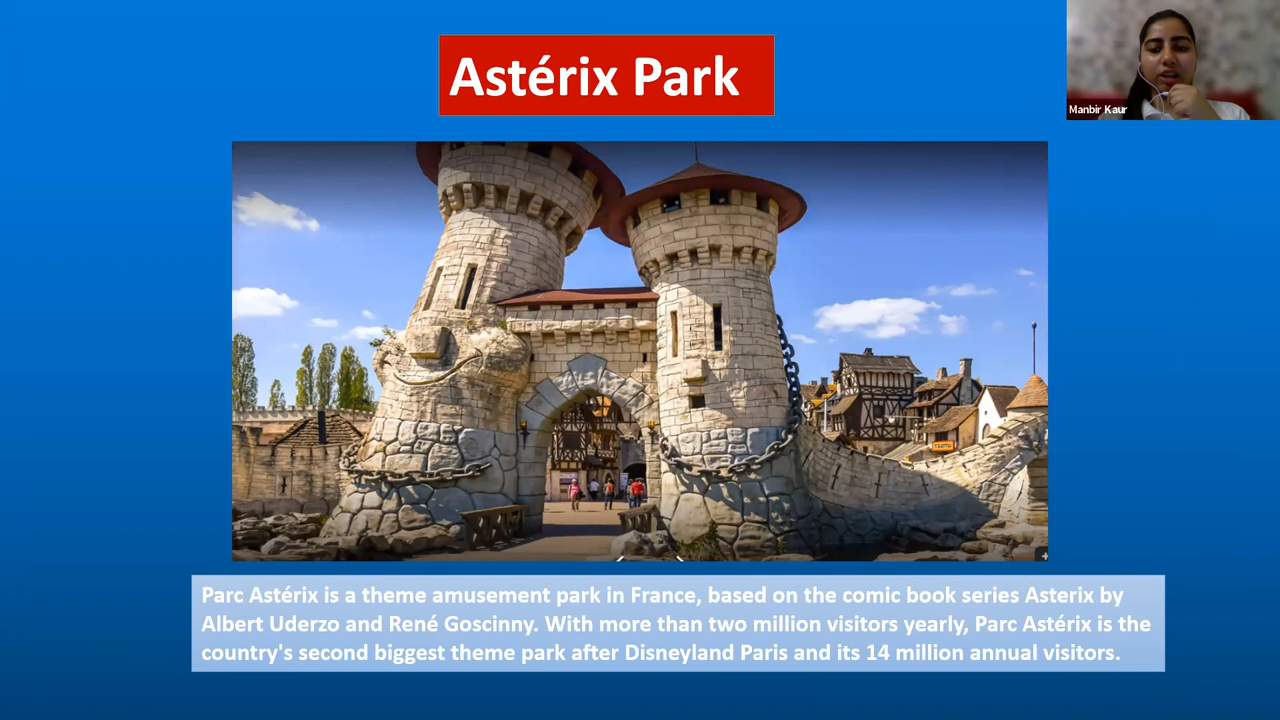 Astérix Park
Manbir Kaur
Parc Astérix is a theme amusement park in France, based on the comic book series Asterix by
Albert Uderzo and René Goscinny. With more than two million visitors yearly, Parc Astérix is the
country's second biggest theme park after Disneyland Paris and its 14 million annual visitors.